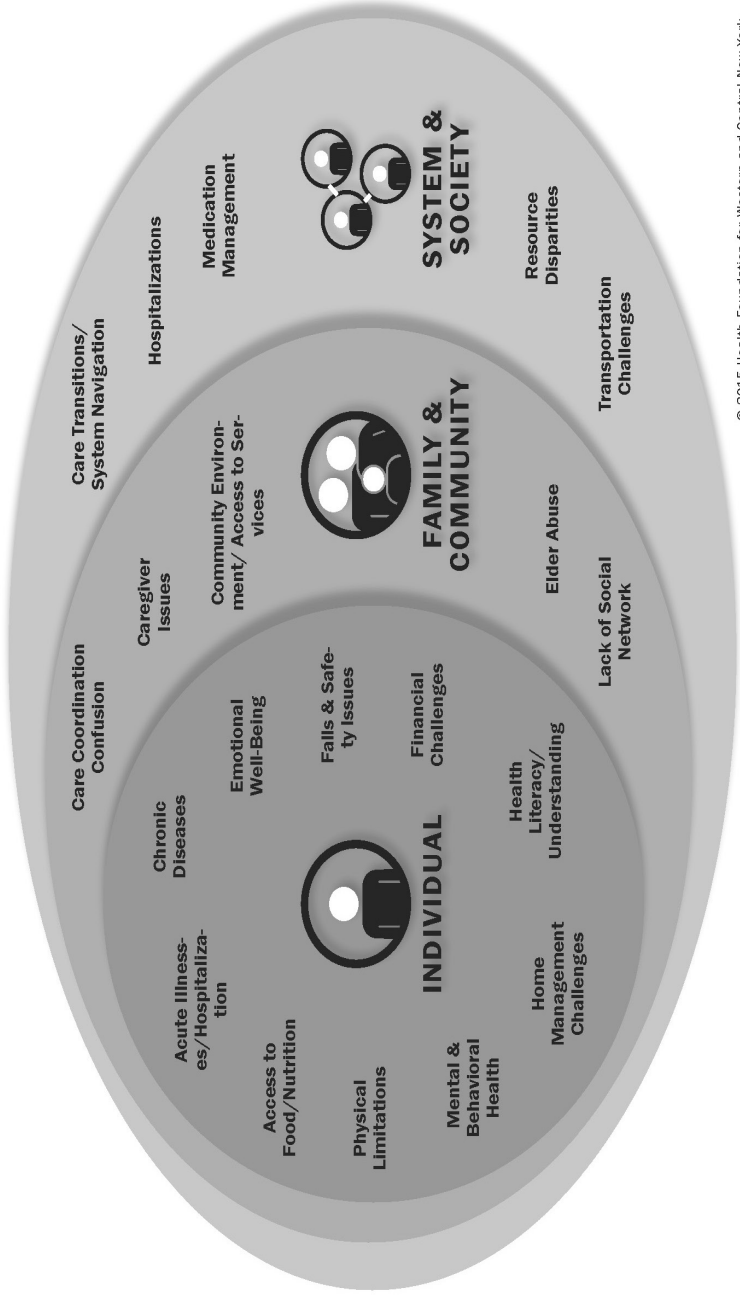 Acute Illness-
es/Hospitaliza-
tion
Chronic
Diseases
Access to
Food/Nutrition
Emotional
Well-Being
Physical
Limitations
Falls & Safe-
ty Issues
Mental &
Behavioral
Health
INDIVIDUAL
Financial
Challenges
Home
Management
Challenges
Health
Literacy/
Understanding
Care Coordination
Confusion
Caregiver
Issues
Community Environ-
ment/ Access to Ser-
vices
FAMILY &
COMMUNITY
Elder Abuse
Lack of Social
Network
Care Transitions/
System Navigation
Hospitalizations
Medication
Management
SYSTEM &
SOCIETY
Resource
Disparities
Transportation
Challenges
© 2015 Health Foundation for Western and Central New York